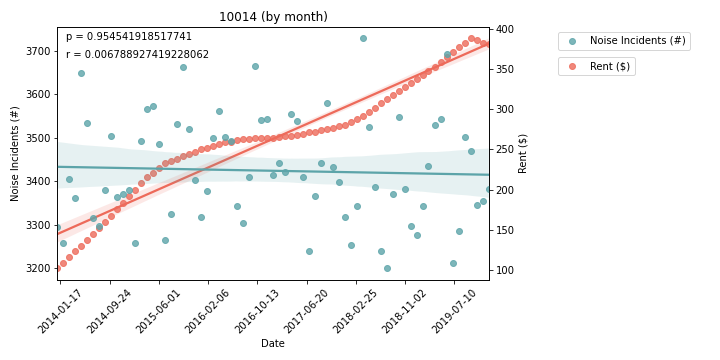 10014 (by month)
p = 0.954541918517741
r = 0.006788927419228062
Noise Incidents (#)
Rent ($)
3700
3600
3500
3400
3300
3200
400
350
300
250
200
150
100
Noise Incidents (#)
Rent ($)
2014-01-17
2014-09-24
2015-06-01
2016-02-06
2016-10-13
2017-06-20
2018-02-25
2018-11-02
2019-07-10
Date